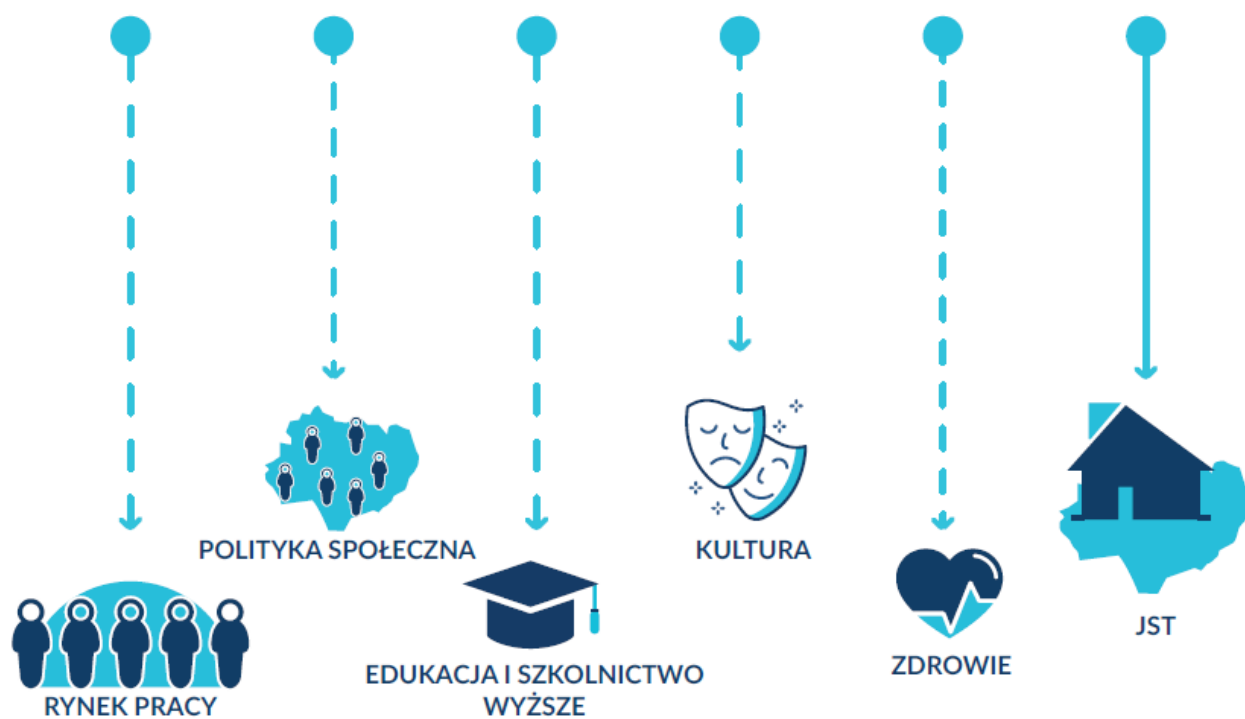 RYNEK PRACY
POLITYKA SPOŁECZNA
EDUKACJA I SZKOLNICTWO
WYŻSZE
KULTURA
ZDROWIE
JST